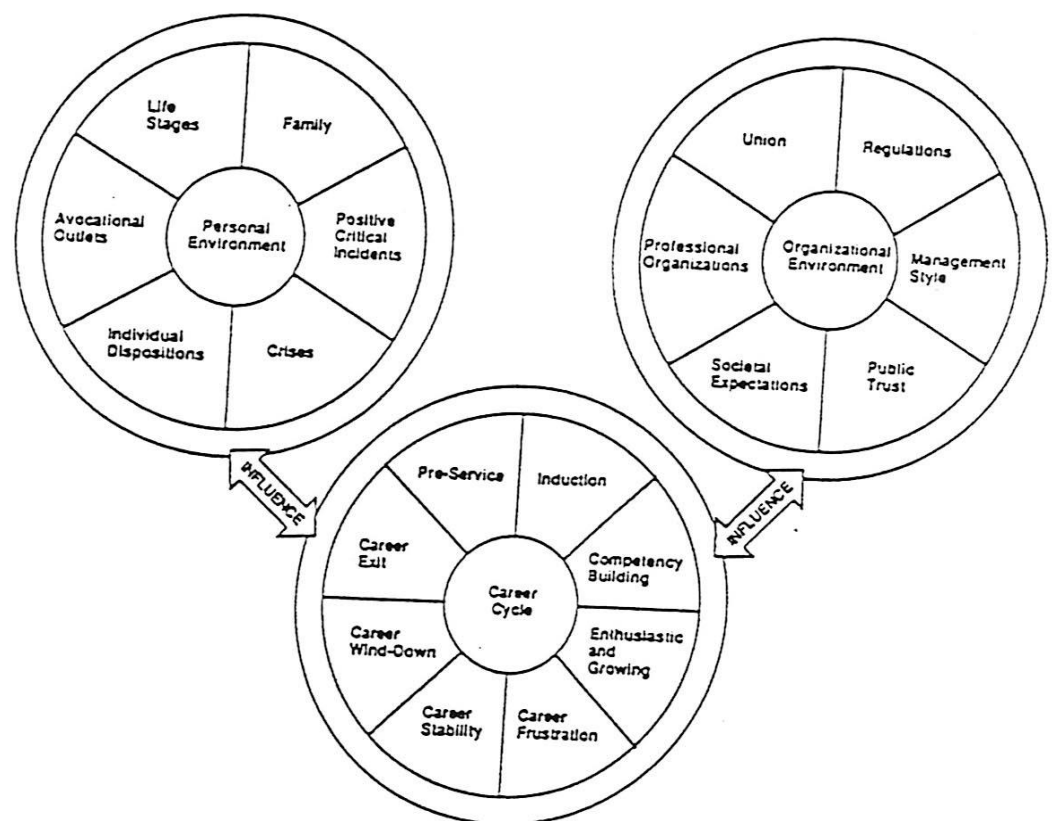 Life
Stages
Family
Avocational
Outlets
Personal
Environment
Positive
Critical
Incidents
Individual
Dispositions
Crises
Union
Regulations
Professional
Organizations
Organizational
Environment
Management
Style
Societal
Expectations
Public
Trust
INFLUENCE
INFLUENCE
Pre-Service
Induction
Career
Exit
Competency
Building
Career
Cycle
Career
Wind-Down
Enthusiastic
and
Growing
Career
Stability
Career
Frustration